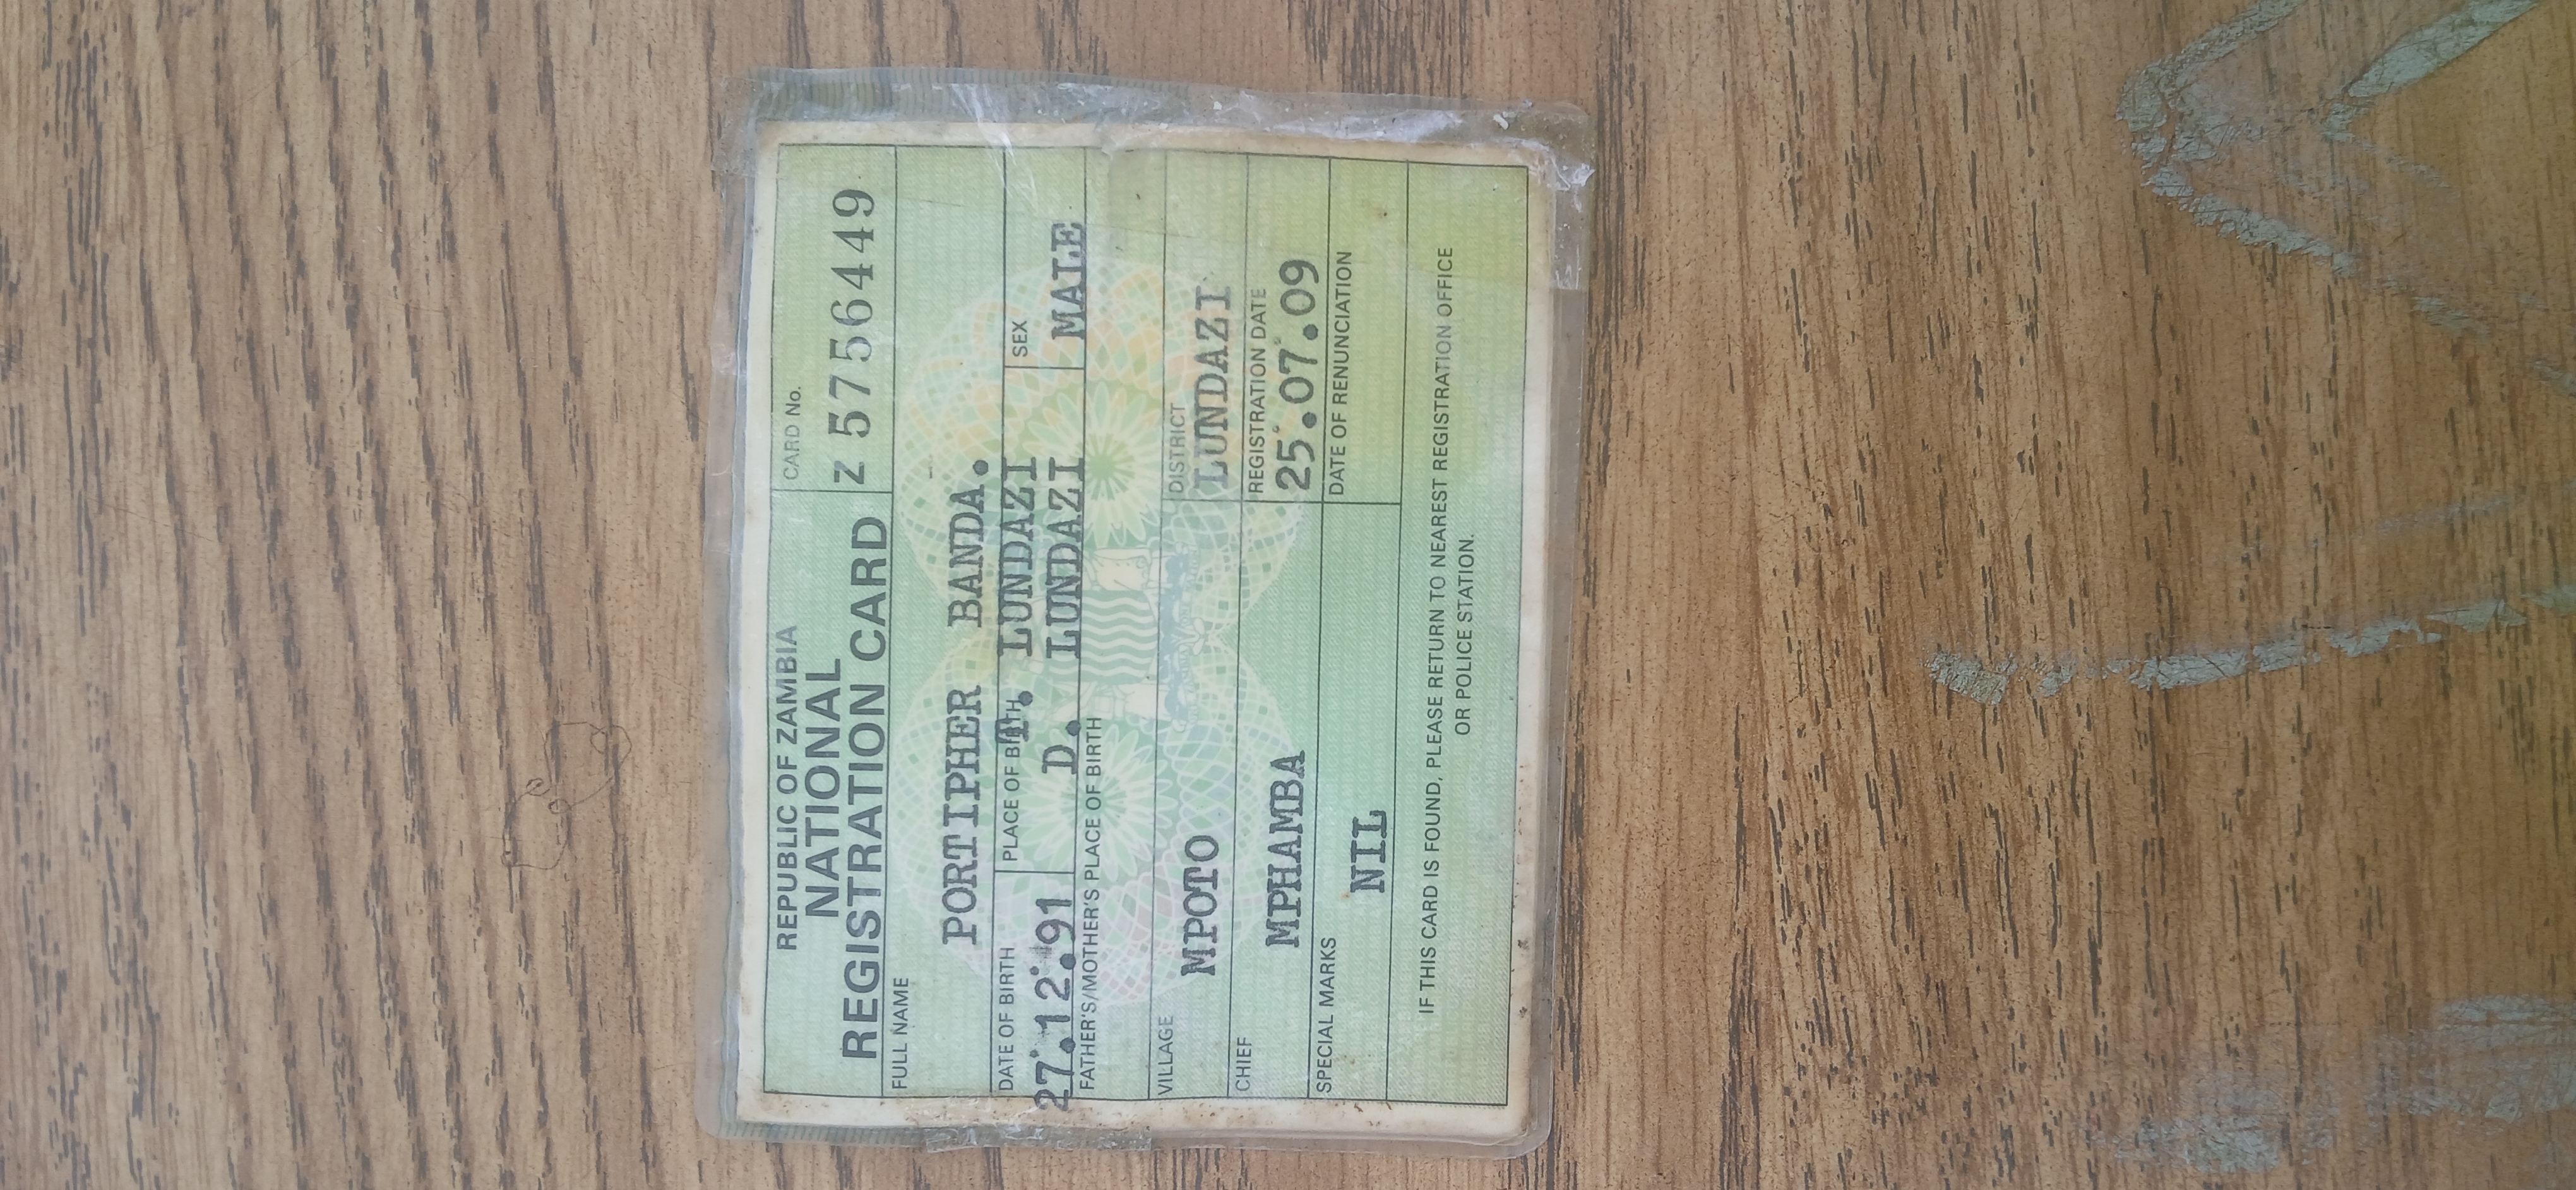 REPUBLIC OF ZAMBIA
NATIONAL
REGISTRATION CARD
CARD No.
Z 5756449
FULL NAME
PORTIPHER BANDA.
DATE OF BIRTH
27.12.91
PLACE OF BIRTH
T. LUNDAZI
SEX
MALE
D. LUNDAZI
FATHER'S/MOTHER'S PLACE OF BIRTH
VILLAGE
MPOTO
DISTRICT
LUNDAZI
CHIEF
MPHAMBA
REGISTRATION DATE
25.07.09
SPECIAL MARKS
NIL
DATE OF RENUNCIATION
IF THIS CARD IS FOUND, PLEASE RETURN TO NEAREST REGISTRATION OFFICE
OR POLICE STATION.